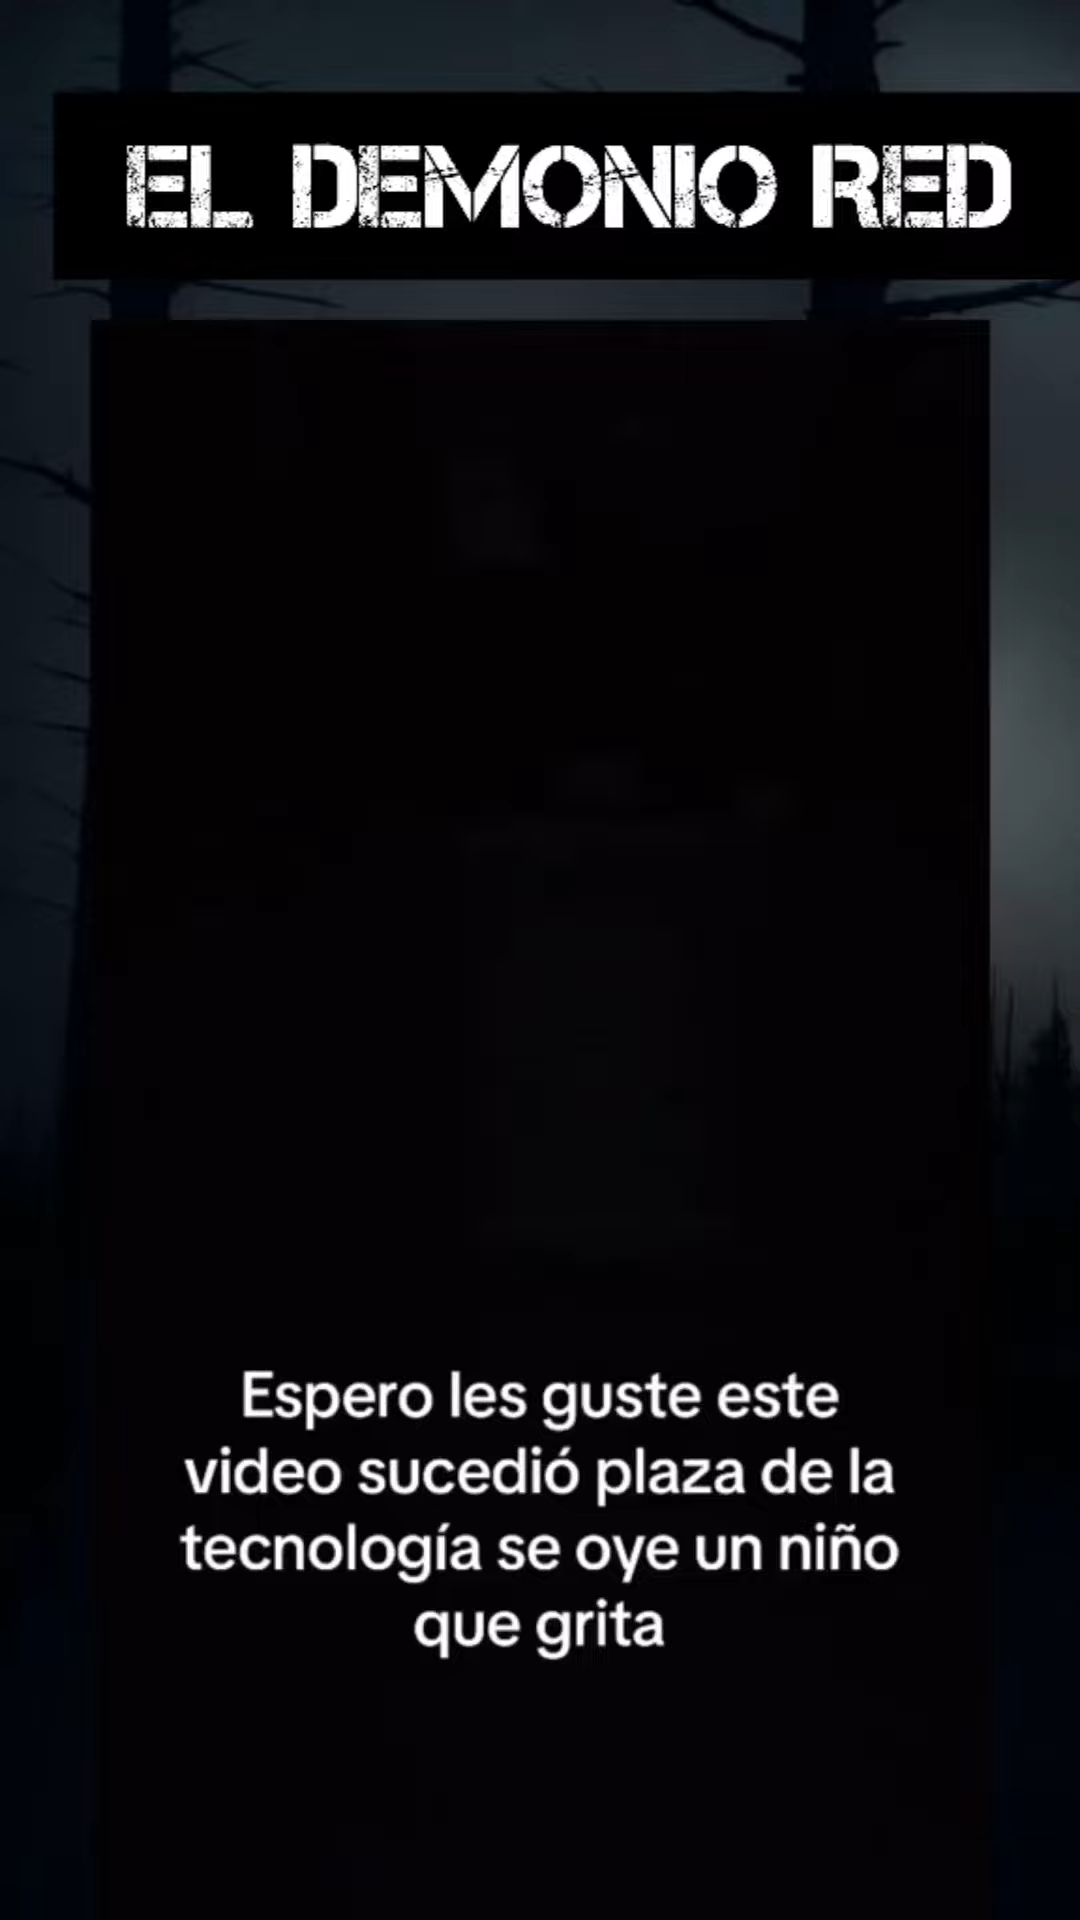 EL DEMONIO RED
Espero les guste este
video sucedió plaza de la
tecnología se oye un niño
que grita